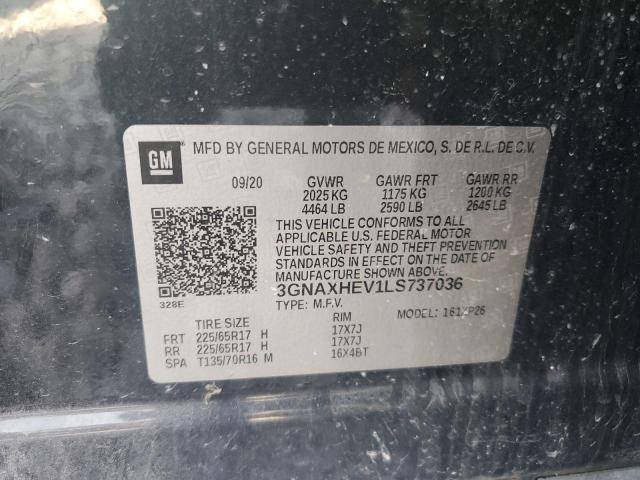 GM MFD BY GENERAL MOTORS DE MEXICO, S. DE R.L. DE C.V.
09/20 GVWR GAWR FRT GAWR RR
2025 KG 1175 KG 1200 KG
4464 LB 2590 LB 2645 LB
THIS VEHICLE CONFORMS TO ALL
APPLICABLE U.S. FEDERAL MOTOR
VEHICLE SAFETY AND THEFT PREVENTION
STANDARDS IN EFFECT ON THE DATE OF
MANUFACTURE SHOWN ABOVE.
3GNAXHEV1LS737036
328E
TYPE: M.P.V. MODEL: 161XP26
TIRE SIZE RIM
FRT 225/65R17 H 17X7J
RR 225/65R17 H 17X7J
SPA T135/70R16 M 16X4BT